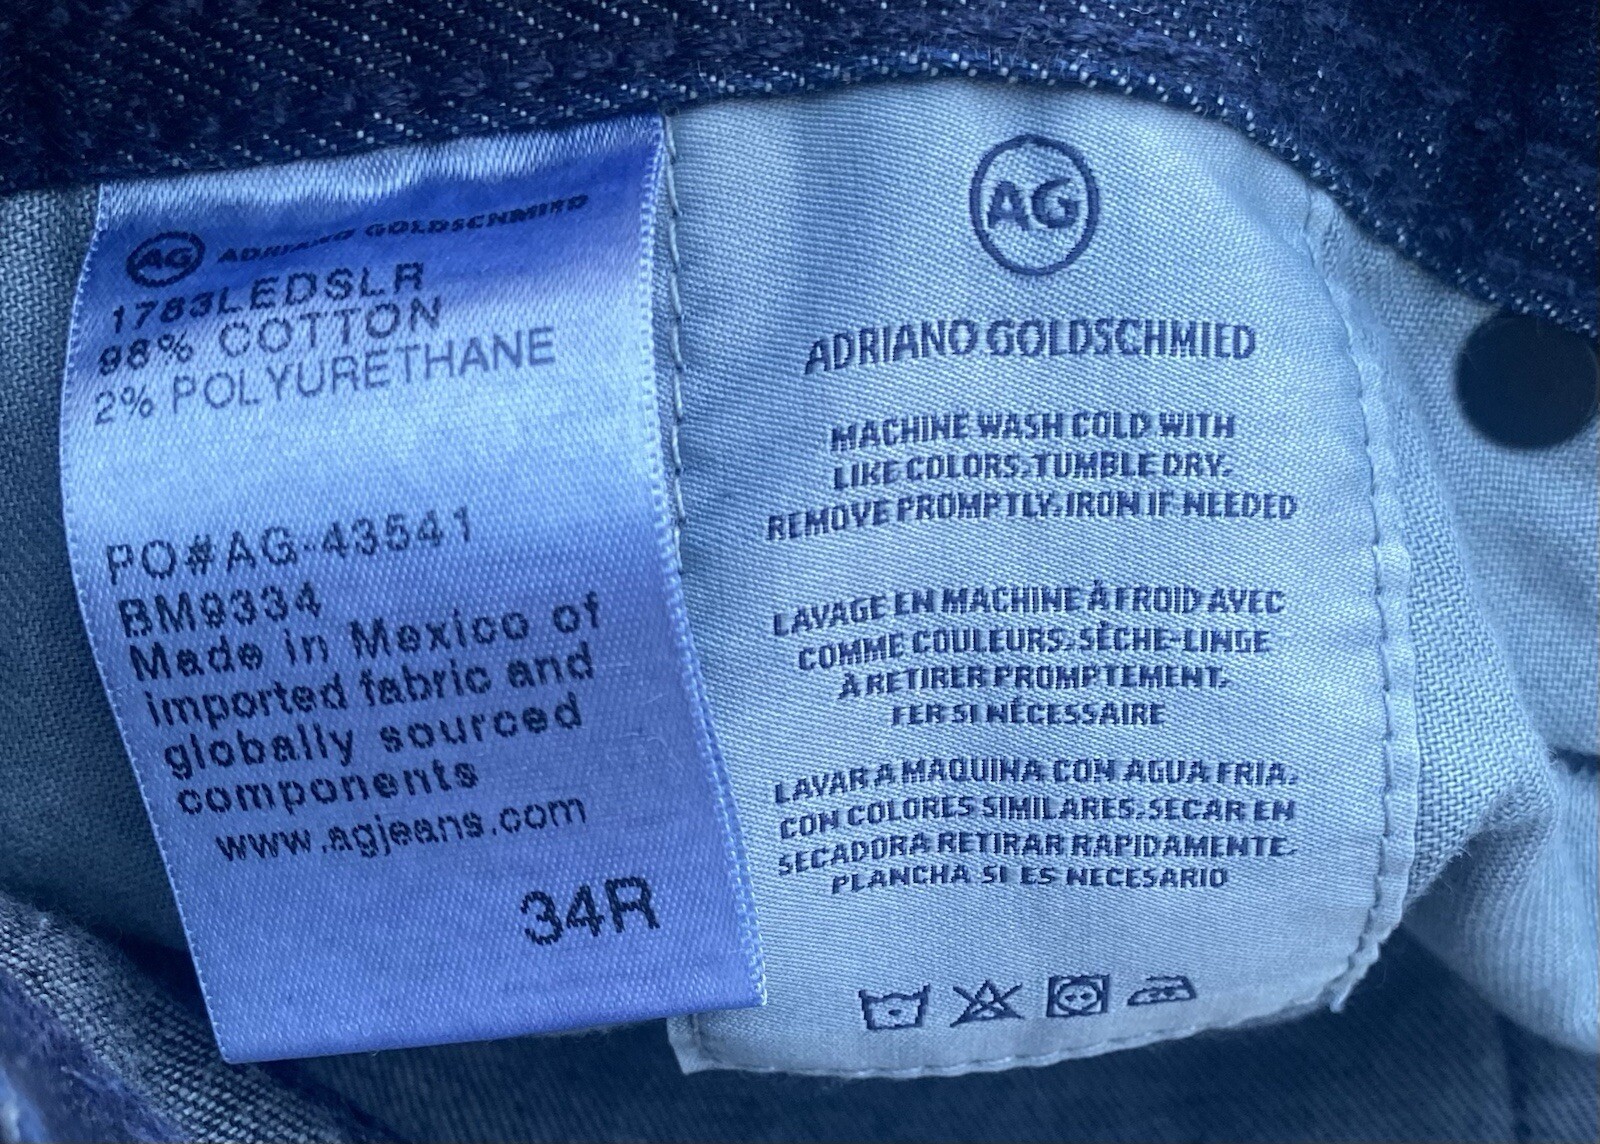 AG ADRIANO GOLDSCHMIED
1783LEDSLR
98% COTTON
2% POLYURETHANE
PO#AG-43541
BM9334
Made in Mexico of
imported fabric and
globally sourced
components
www.agjeans.com
34R
AG
ADRIANO GOLDSCHMIED
MACHINE WASH COLD WITH
LIKE COLORS.TUMBLE DRY.
REMOVE PROMPTLY.IRON IF NEEDED
LAVAGE EN MACHINE À FROID AVEC
COMME COULEURS.SÈCHE-LINGE
À RETIRER PROMPTEMENT.
FER SI NÉCESSAIRE
LAVAR A MAQUINA CON AGUA FRIA.
CON COLORES SIMILARES.SECAR EN
SECADORA RETIRAR RAPIDAMENTE.
PLANCHA SI ES NECESARIO